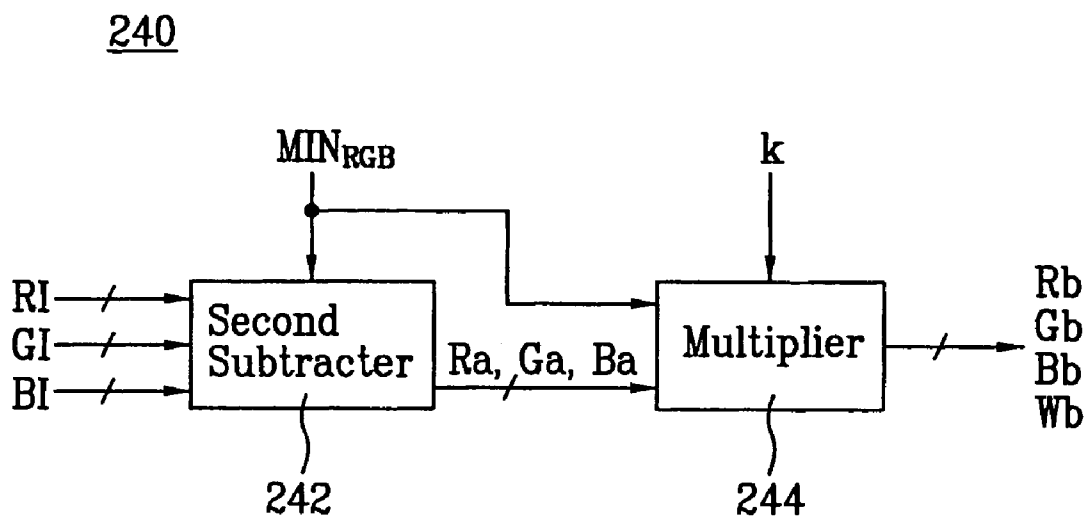 240
MIN_RGB
k
RI
GI
BI
Second
Subtracter
Ra, Ga, Ba
Multiplier
Rb
Gb
Bb
Wb
242
244